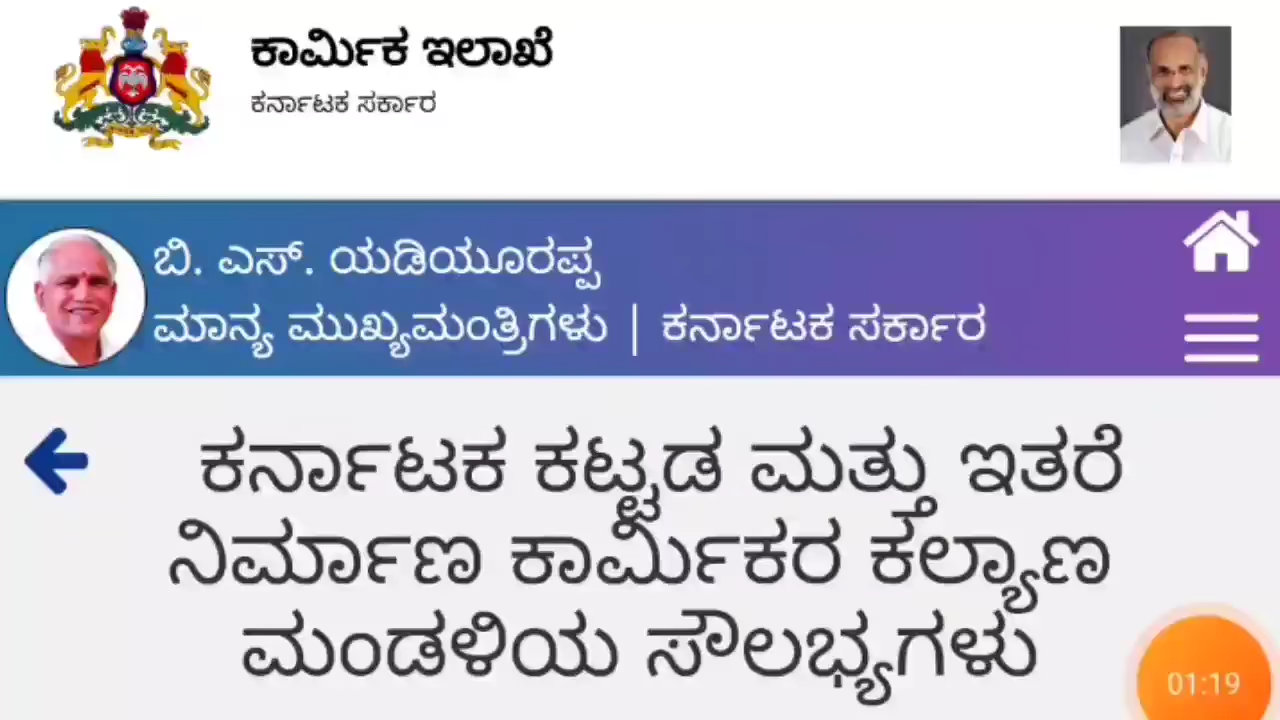 ಕಾರ್ಮಿಕ ಇಲಾಖೆ
ಕರ್ನಾಟಕ ಸರ್ಕಾರ
ಬಿ. ಎಸ್. ಯಡಿಯೂರಪ್ಪ
ಮಾನ್ಯ ಮುಖ್ಯಮಂತ್ರಿಗಳು | ಕರ್ನಾಟಕ ಸರ್ಕಾರ
ಕರ್ನಾಟಕ ಕಟ್ಟಡ ಮತ್ತು ಇತರೆ
ನಿರ್ಮಾಣ ಕಾರ್ಮಿಕರ ಕಲ್ಯಾಣ
ಮಂಡಳಿಯ ಸೌಲಭ್ಯಗಳು
01:19